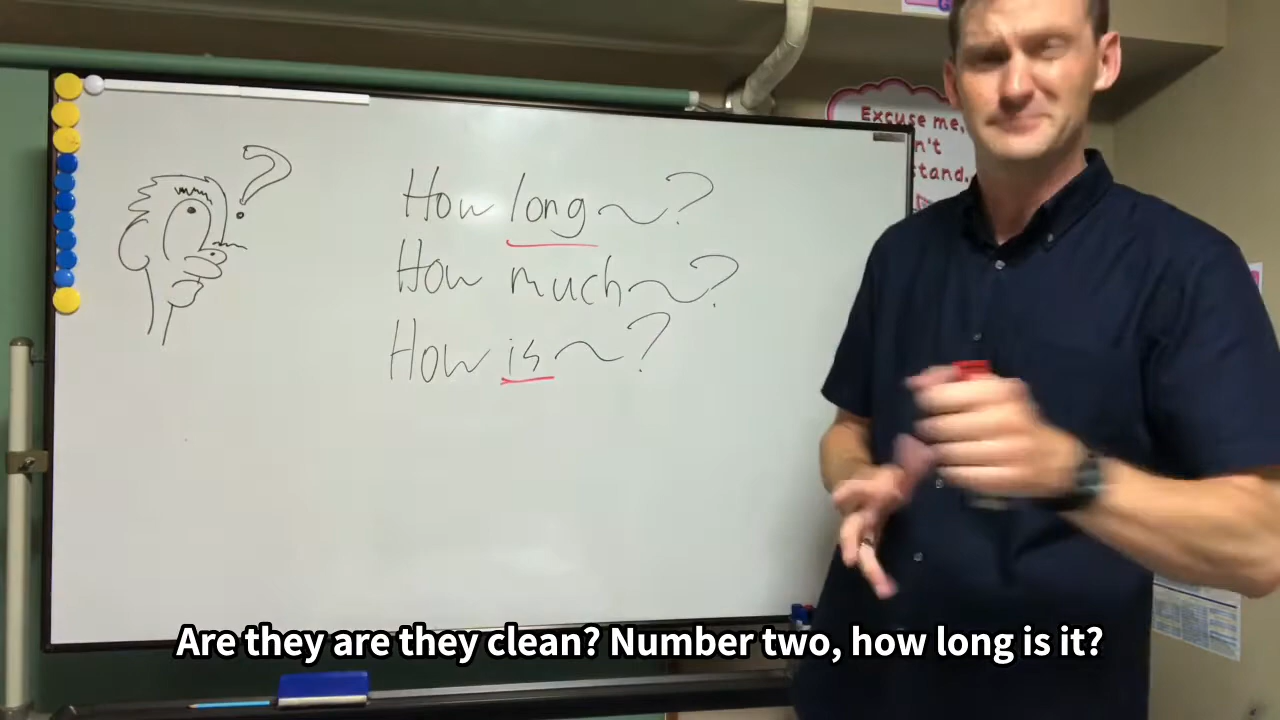 How long ~?
How much ~?
How is ~?
Excuse me,
n't
stand.
Are they are they clean? Number two, how long is it?